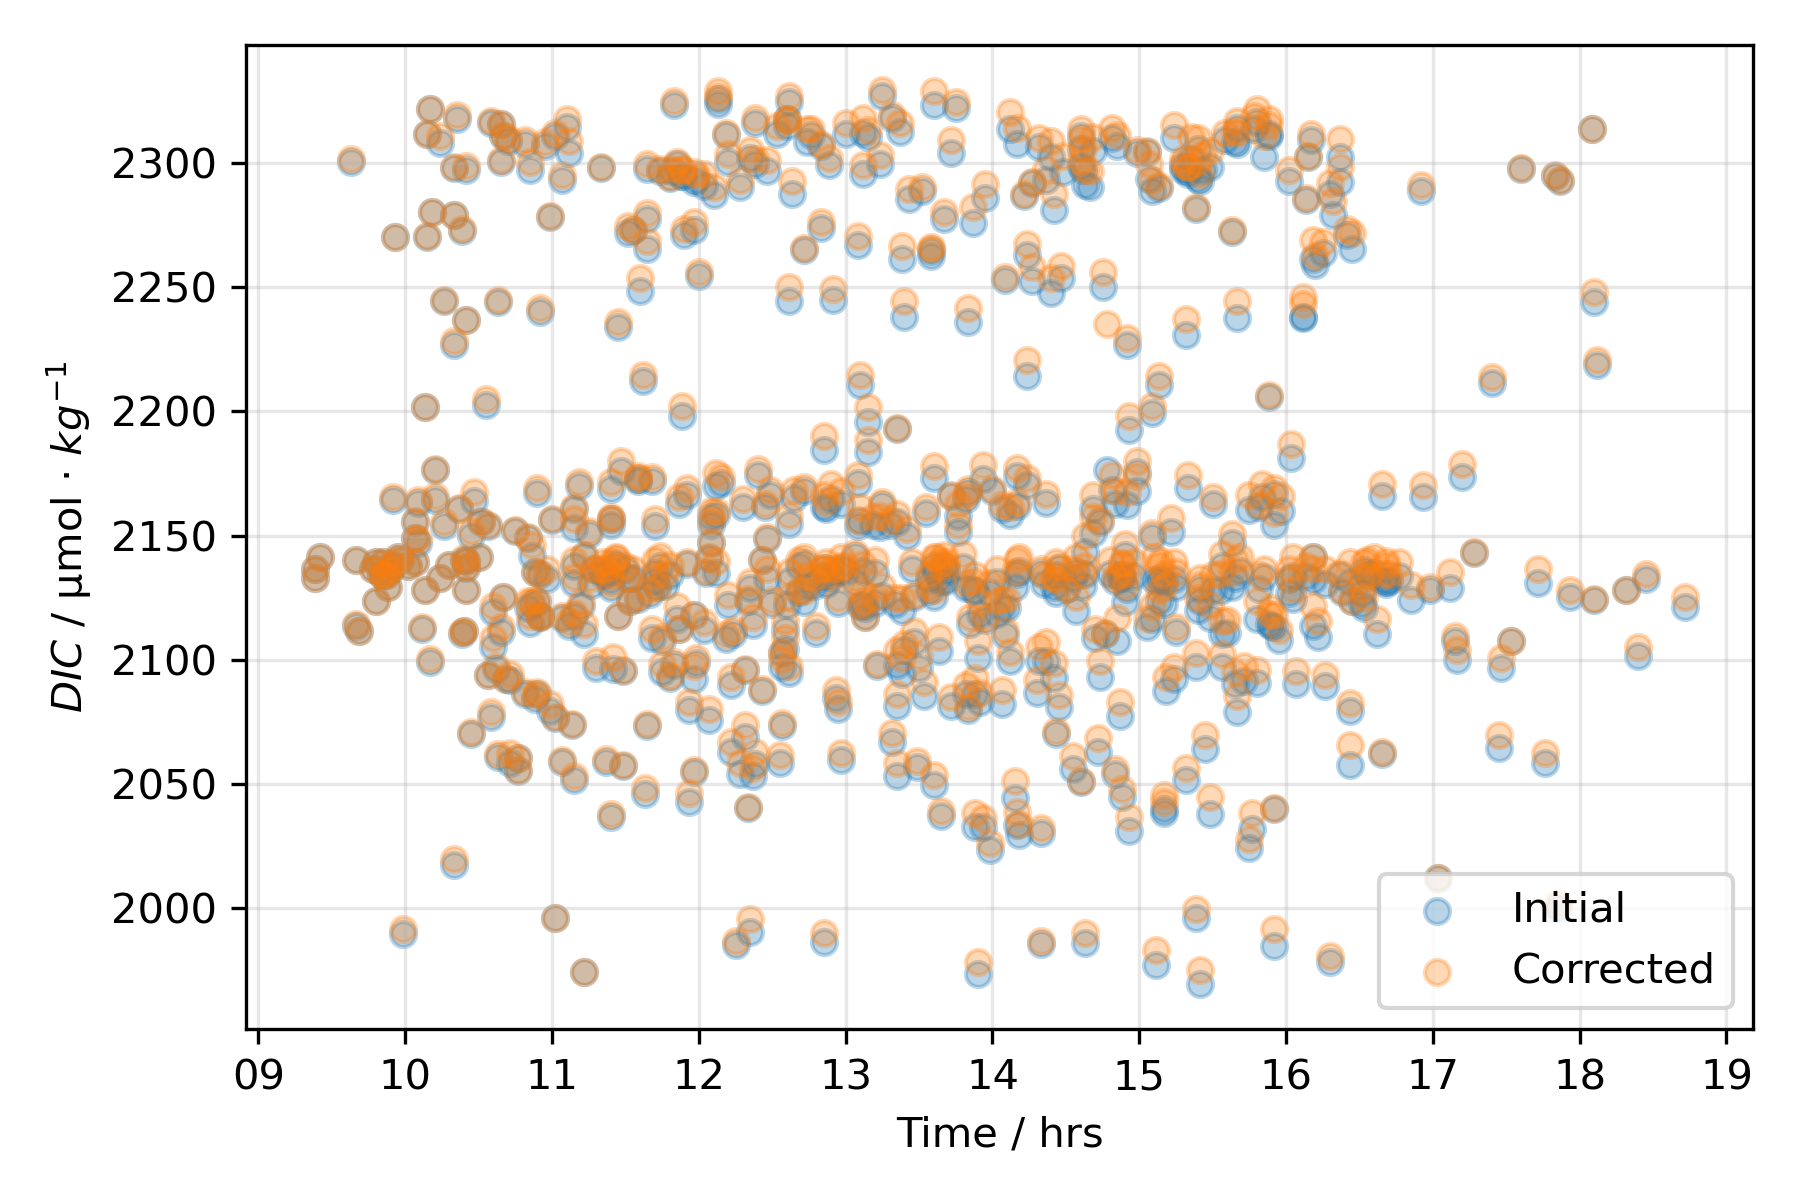 2300
2250
2200
2150
2100
2050
2000
DIC / µmol · kg⁻¹
Initial
Corrected
09 10 11 12 13 14 15 16 17 18 19
Time / hrs